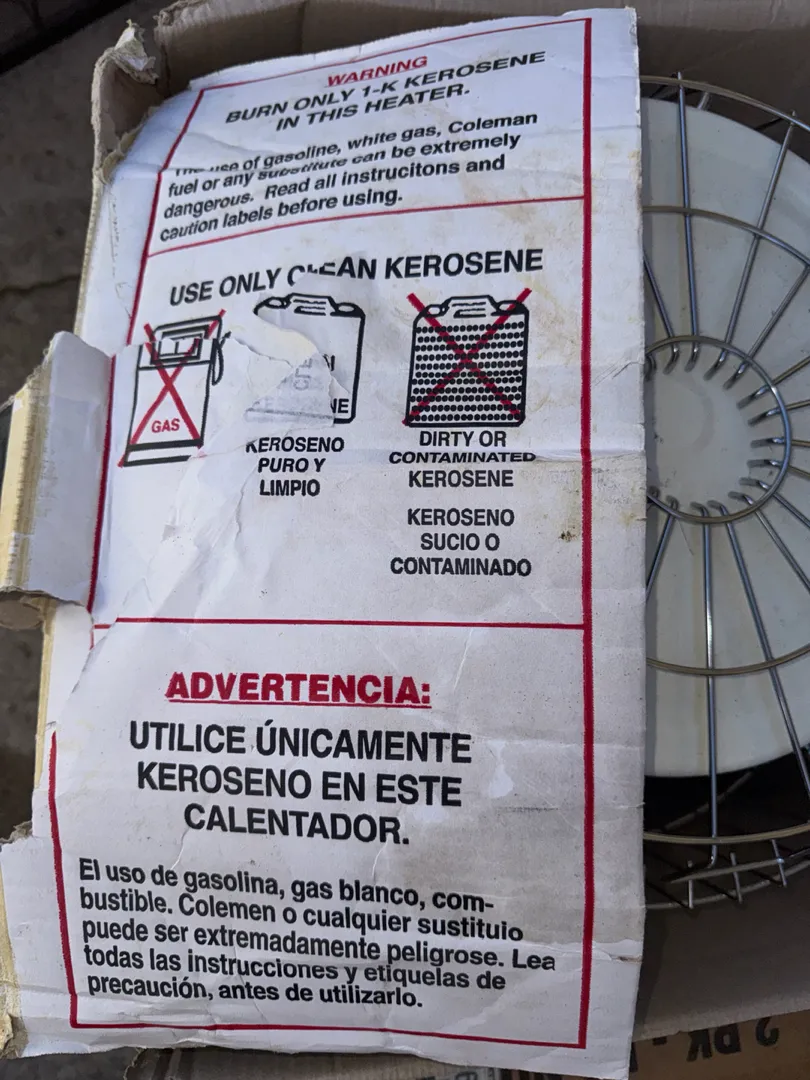 WARNING
BURN ONLY 1-K KEROSENE
IN THIS HEATER.
The use of gasoline, white gas, Coleman
fuel or any substitute can be extremely
dangerous. Read all instrucitons and
caution labels before using.
USE ONLY CLEAN KEROSENE
GAS
NE
KEROSENO
PURO Y
LIMPIO
DIRTY OR
CONTAMINATED
KEROSENE
KEROSENO
SUCIO O
CONTAMINADO
ADVERTENCIA:
UTILICE ÚNICAMENTE
KEROSENO EN ESTE
CALENTADOR.
El uso de gasolina, gas blanco, com-
bustible. Colemen o cualquier sustituio
puede ser extremadamente peligrose. Lea
todas las instrucciones y etiquelas de
precaución, antes de utilizarlo.
2 PK